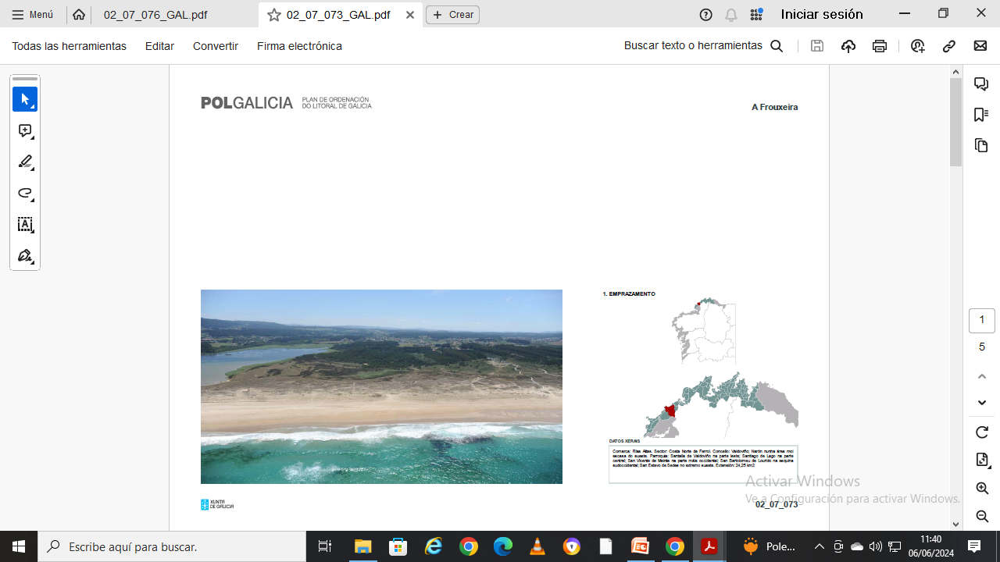 Menú
02_07_076_GAL.pdf
02_07_073_GAL.pdf
Crear
Iniciar sesión
Todas las herramientas
Editar
Convertir
Firma electrónica
Buscar texto o herramientas
POLGALICIA
PLAN DE ORDENACIÓN
DO LITORAL DE GALICIA
A Frouxeira
1. EMPRAZAMENTO
DATOS XERAIS
Comarca: Rías Altas. Sector: Costa Norte de Ferrol. Concello: Valdoviño; Narón nunha área moi
escasa do sueste. Parroquia: Santalla de Valdoviño na parte leste; Santiago de Lago na parte
central; San Vicente de Meirás na parte máis occidental; San Bartolomeu de Lourido na esquina
sudoccidental; San Estevo de Sedes no extremo sueste. Extensión: 24,25 km2
XUNTA
DE GALICIA
02_07_073
Activar Windows
Ve a Configuración para activar Windows.
1
5
Escribe aquí para buscar.
Pole...
11:40
06/06/2024